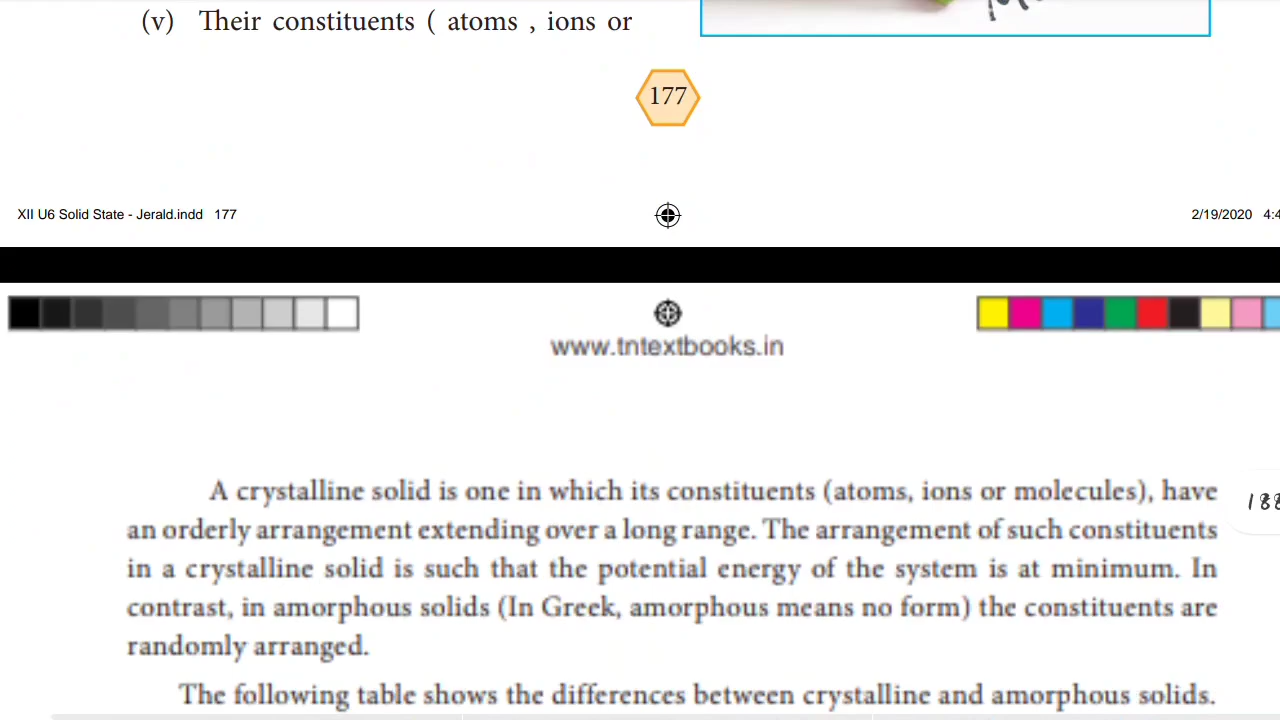 (v) Their constituents ( atoms , ions or
177
XII U6 Solid State - Jerald.indd 177
2/19/2020 4:4
www.tntextbooks.in
A crystalline solid is one in which its constituents (atoms, ions or molecules), have
188
an orderly arrangement extending over a long range. The arrangement of such constituents
in a crystalline solid is such that the potential energy of the system is at minimum. In
contrast, in amorphous solids (In Greek, amorphous means no form) the constituents are
randomly arranged.
The following table shows the differences between crystalline and amorphous solids.